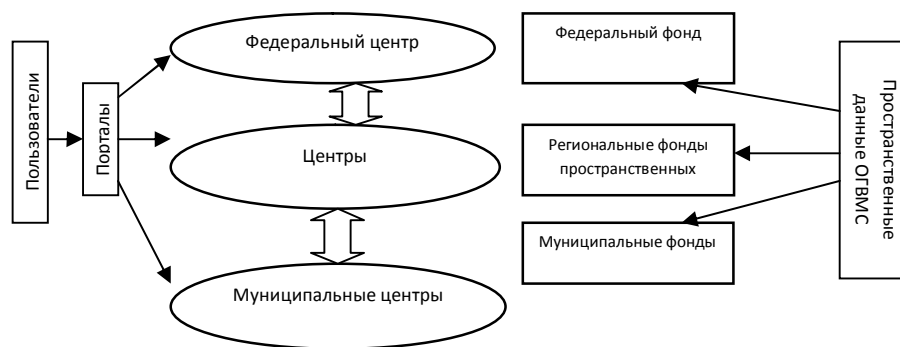 Пользователи
Порталы
Федеральный центр
Центры
Муниципальные центры
Федеральный фонд
Региональные фонды
пространственных
Муниципальные фонды
Пространственные
данные ОГВМС